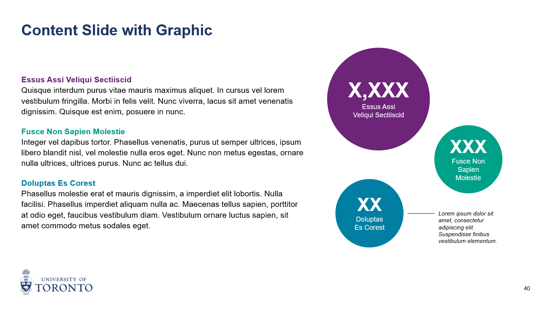 Content Slide with Graphic
Essus Assi Veliqui Sectiiscid
Quisque interdum purus vitae mauris maximus aliquet. In cursus vel lorem
vestibulum fringilla. Morbi in felis velit. Nunc viverra, lacus sit amet venenatis
dignissim. Quisque est enim, posuere in nunc.
Fusce Non Sapien Molestie
Integer vel dapibus tortor. Phasellus venenatis, purus ut semper ultrices, ipsum
libero blandit nisl, vel molestie nulla eros eget. Nunc non metus egestas, ornare
nulla ultrices, ultrices purus. Nunc ac tellus dui.
Doluptas Es Corest
Phasellus molestie erat et mauris dignissim, a imperdiet elit lobortis. Nulla
facilisi. Phasellus imperdiet aliquam nulla ac. Maecenas tellus sapien, porttitor
at odio eget, faucibus vestibulum diam. Vestibulum ornare luctus sapien, sit
amet commodo metus sodales eget.
X,XXX
Essus Assi
Veliqui Sectiiscid
XXX
Fusce Non
Sapien
Molestie
XX
Doluptas
Es Corest
Lorem ipsum dolor sit
amet, consectetur
adipiscing elit.
Suspendisse finibus
vestibulum elementum.
UNIVERSITY OF
TORONTO
40